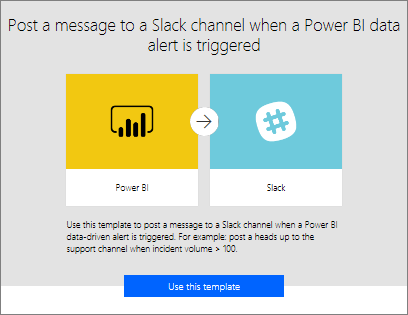 Post a message to a Slack channel when a Power BI data
alert is triggered
Power BI
Slack
Use this template to post a message to a Slack channel when a Power BI
data-driven alert is triggered. For example: post a heads up to the
support channel when incident volume > 100.
Use this template